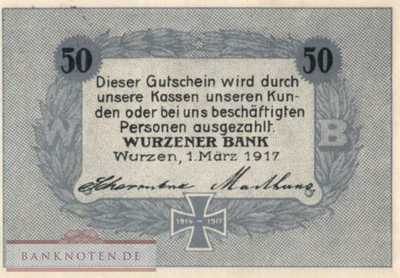 50 50
Dieser Gutschein wird durch
unsere Kassen unseren Kun-
den oder bei uns beschäftigten
Personen ausgezahlt.
W B
WURZENER BANK
Wurzen, 1. März 1917
1914 1917
BANKNOTEN.DE